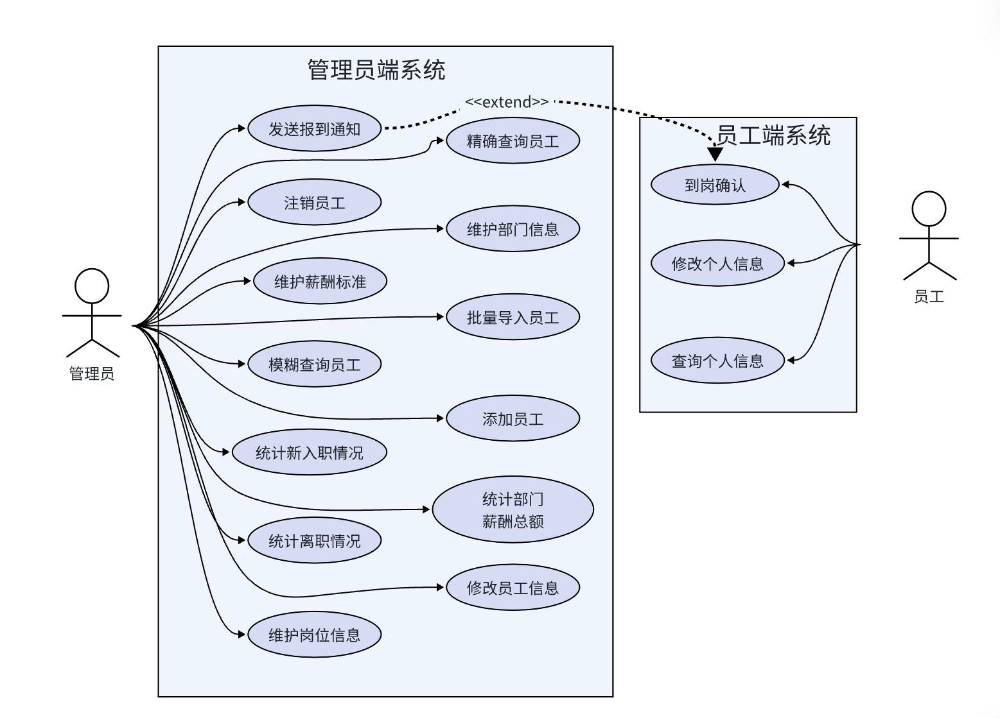 管理员端系统
<<extend>>
发送报到通知
精确查询员工
员工端系统
到岗确认
注销员工
维护部门信息
修改个人信息
维护薪酬标准
员工
批量导入员工
模糊查询员工
查询个人信息
管理员
添加员工
统计新入职情况
统计部门
薪酬总额
统计离职情况
修改员工信息
维护岗位信息